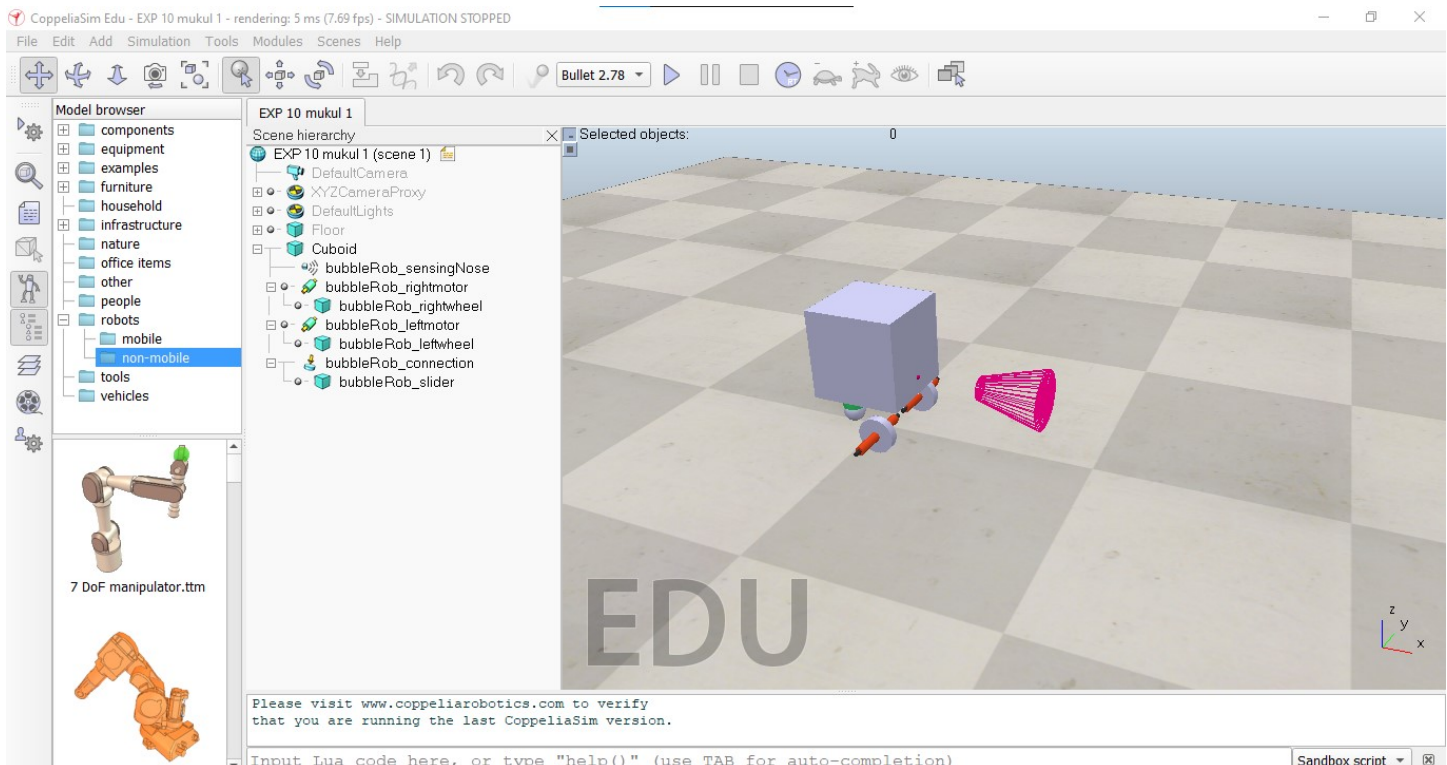 CoppeliaSim Edu - EXP 10 mukul 1 - rendering: 5 ms (7.69 fps) - SIMULATION STOPPED
File Edit Add Simulation Tools Modules Scenes Help
Bullet 2.78
Model browser
components
equipment
examples
furniture
household
infrastructure
nature
office items
other
people
robots
mobile
non-mobile
tools
vehicles
7 DoF manipulator.ttm
EXP 10 mukul 1
Scene hierarchy
EXP 10 mukul 1 (scene 1)
DefaultCamera
XYZCameraProxy
DefaultLights
Floor
Cuboid
bubbleRob_sensingNose
bubbleRob_rightmotor
bubbleRob_rightwheel
bubbleRob_leftmotor
bubbleRob_leftwheel
bubbleRob_connection
bubbleRob_slider
Selected objects: 0
EDU
z
y
x
Please visit www.coppeliarobotics.com to verify
that you are running the last CoppeliaSim version.
Input Lua code here, or type "help()" (use TAB for auto-completion)
Sandbox script